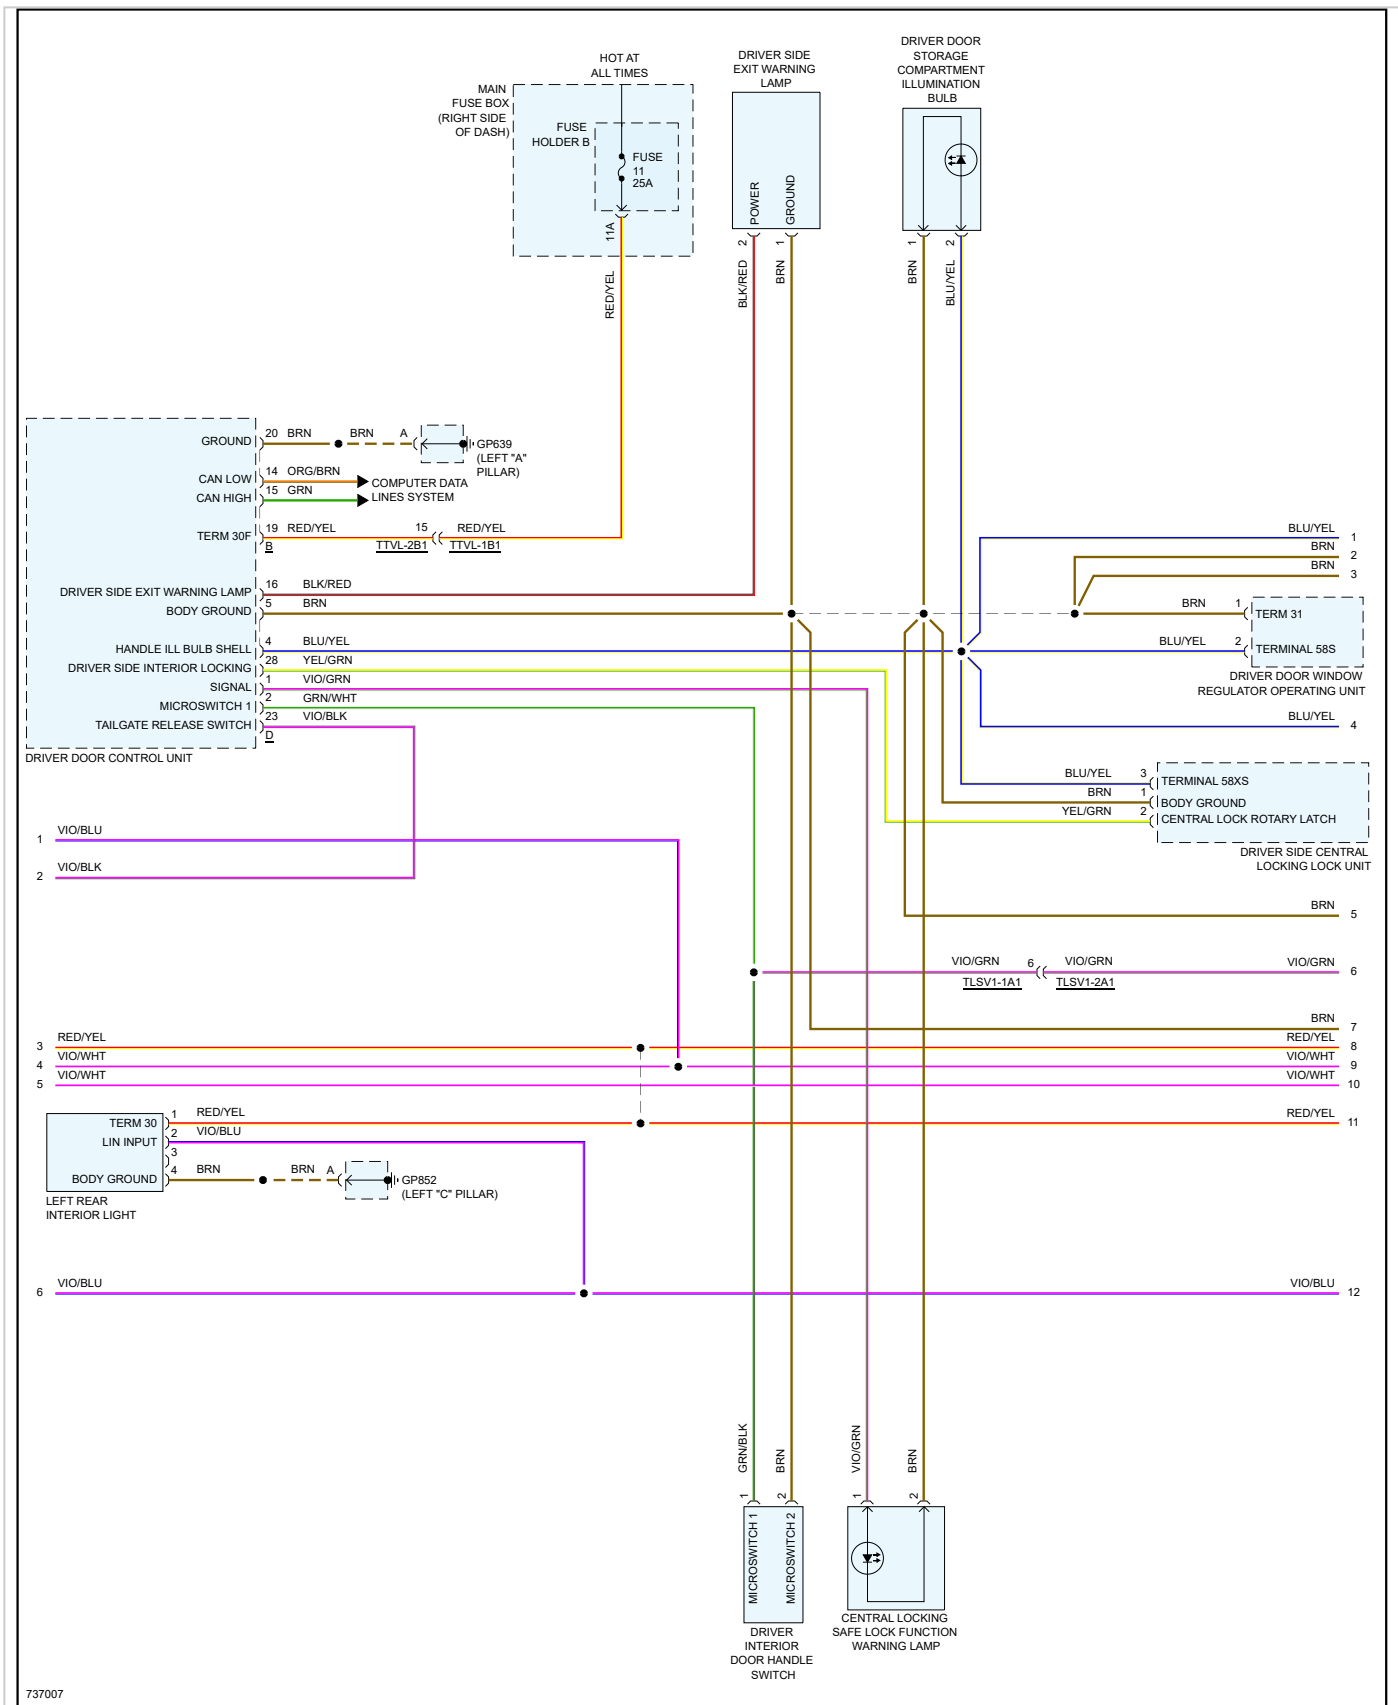 HOT AT
ALL TIMES
MAIN
FUSE BOX
(RIGHT SIDE
OF DASH)
FUSE
HOLDER B
FUSE
11
25A
11A
RED/YEL
DRIVER SIDE
EXIT WARNING
LAMP
POWER
GROUND
2
1
BLK/RED
BRN
DRIVER DOOR
STORAGE
COMPARTMENT
ILLUMINATION
BULB
1
2
BRN
BLU/YEL
GROUND
20 BRN
BRN
A
GP639
(LEFT "A"
PILLAR)
CAN LOW
14 ORG/BRN
CAN HIGH
15 GRN
COMPUTER DATA
LINES SYSTEM
TERM 30F
19 RED/YEL
B
15
RED/YEL
TTVL-2B1
TTVL-1B1
DRIVER SIDE EXIT WARNING LAMP
16 BLK/RED
BODY GROUND
5 BRN
HANDLE ILL BULB SHELL
4 BLU/YEL
DRIVER SIDE INTERIOR LOCKING
28 YEL/GRN
SIGNAL
1 VIO/GRN
MICROSWITCH 1
2 GRN/WHT
TAILGATE RELEASE SWITCH
23 VIO/BLK
D
DRIVER DOOR CONTROL UNIT
BLU/YEL 1
BRN 2
BRN 3
BRN 1 TERM 31
BLU/YEL 2 TERMINAL 58S
DRIVER DOOR WINDOW
REGULATOR OPERATING UNIT
BLU/YEL 4
BLU/YEL 3 TERMINAL 58XS
BRN 1 BODY GROUND
YEL/GRN 2 CENTRAL LOCK ROTARY LATCH
DRIVER SIDE CENTRAL
LOCKING LOCK UNIT
1 VIO/BLU
2 VIO/BLK
BRN 5
VIO/GRN 6 VIO/GRN
TLSV1-1A1
TLSV1-2A1
VIO/GRN 6
BRN 7
3 RED/YEL
RED/YEL 8
4 VIO/WHT
VIO/WHT 9
5 VIO/WHT
VIO/WHT 10
TERM 30
1 RED/YEL
RED/YEL 11
LIN INPUT
2 VIO/BLU
3
BODY GROUND
4 BRN
BRN A
GP852
(LEFT "C" PILLAR)
LEFT REAR
INTERIOR LIGHT
6 VIO/BLU
VIO/BLU 12
GRN/BLK
BRN
VIO/GRN
BRN
1
2
1
2
MICROSWITCH 1
MICROSWITCH 2
DRIVER
INTERIOR
DOOR HANDLE
SWITCH
CENTRAL LOCKING
SAFE LOCK FUNCTION
WARNING LAMP
737007